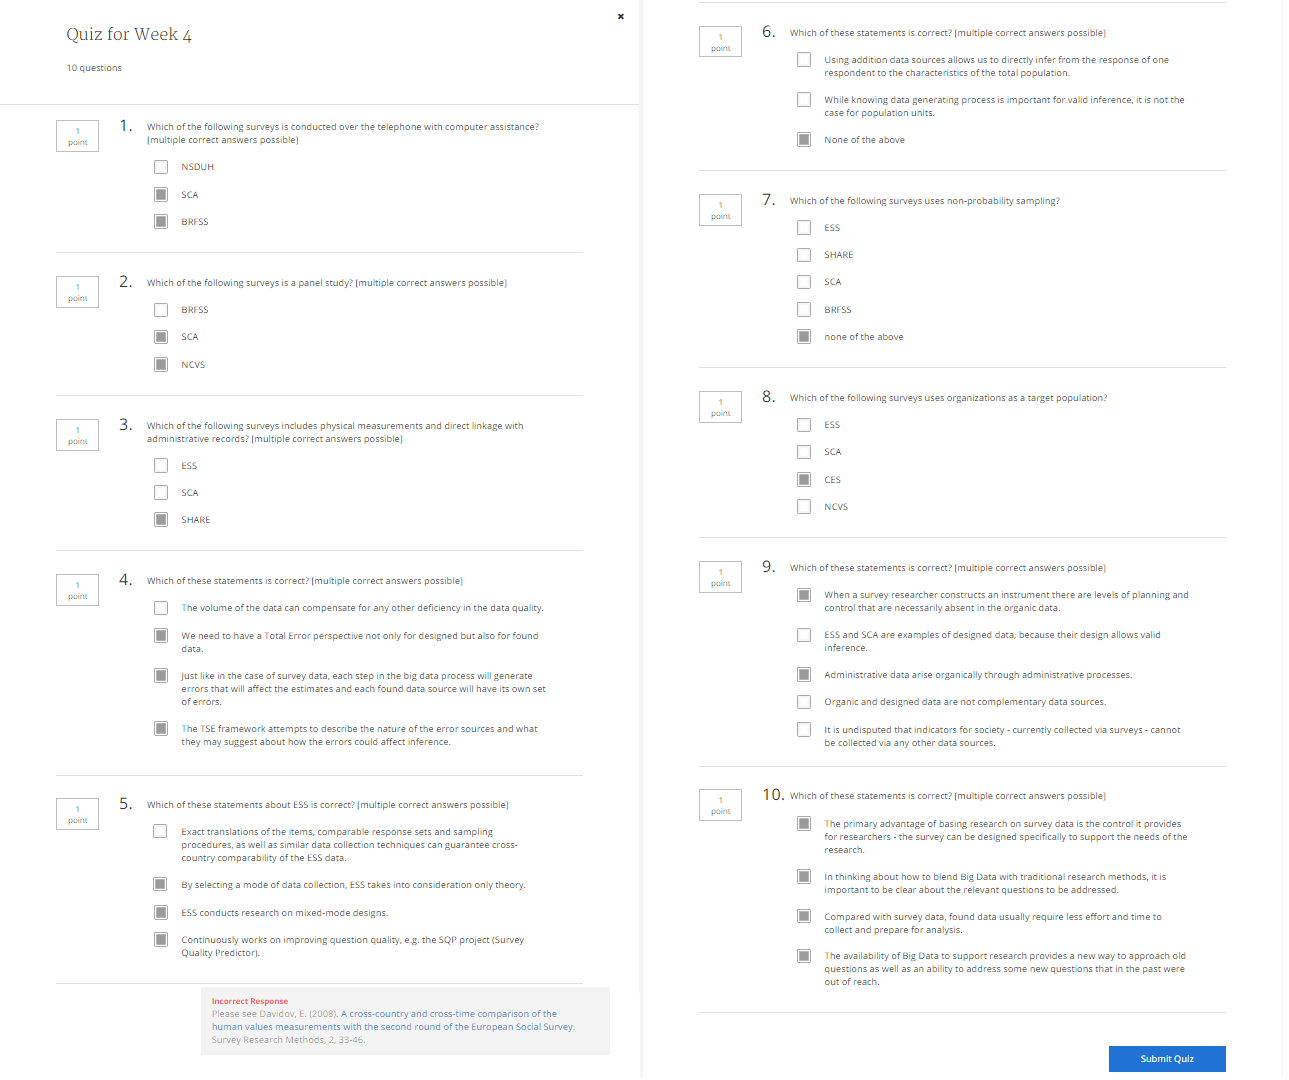 ×
Quiz for Week 4
10 questions
1
point
1.
Which of the following surveys is conducted over the telephone with computer assistance?
[multiple correct answers possible]
NSDUH
SCA
BRFSS
1
point
2.
Which of the following surveys is a panel study? [multiple correct answers possible]
BRFSS
SCA
NCVS
1
point
3.
Which of the following surveys includes physical measurements and direct linkage with
administrative records? [multiple correct answers possible]
ESS
SCA
SHARE
1
point
4.
Which of these statements is correct? [multiple correct answers possible]
The volume of the data can compensate for any other deficiency in the data quality.
We need to have a Total Error perspective not only for designed but also for found
data.
Just like in the case of survey data, each step in the big data process will generate
errors that will affect the estimates and each found data source will have its own set
of errors.
The TSE framework attempts to describe the nature of the error sources and what
they may suggest about how the errors could affect inference.
1
point
5.
Which of these statements about ESS is correct? [multiple correct answers possible]
Exact translations of the items, comparable response sets and sampling
procedures, as well as similar data collection techniques can guarantee cross-
country comparability of the ESS data.
By selecting a mode of data collection, ESS takes into consideration only theory.
ESS conducts research on mixed-mode designs.
Continuously works on improving question quality, e.g. the SQP project (Survey
Quality Predictor).
Incorrect Response
Please see Davidov, E. (2008). A cross-country and cross-time comparison of the
human values measurements with the second round of the European Social Survey.
Survey Research Methods, 2, 33-46.
1
point
6.
Which of these statements is correct? [multiple correct answers possible]
Using addition data sources allows us to directly infer from the response of one
respondent to the characteristics of the total population.
While knowing data generating process is important for valid inference, it is not the
case for population units.
None of the above
1
point
7.
Which of the following surveys uses non-probability sampling?
ESS
SHARE
SCA
BRFSS
none of the above
1
point
8.
Which of the following surveys uses organizations as a target population?
ESS
SCA
CES
NCVS
1
point
9.
Which of these statements is correct? [multiple correct answers possible]
When a survey researcher constructs an instrument there are levels of planning and
control that are necessarily absent in the organic data.
ESS and SCA are examples of designed data, because their design allows valid
inference.
Administrative data arise organically through administrative processes.
Organic and designed data are not complementary data sources.
It is undisputed that indicators for society - currently collected via surveys - cannot
be collected via any other data sources.
1
point
10.
Which of these statements is correct? [multiple correct answers possible]
The primary advantage of basing research on survey data is the control it provides
for researchers - the survey can be designed specifically to support the needs of the
research.
In thinking about how to blend Big Data with traditional research methods, it is
important to be clear about the relevant questions to be addressed.
Compared with survey data, found data usually require less effort and time to
collect and prepare for analysis.
The availability of Big Data to support research provides a new way to approach old
questions as well as an ability to address some new questions that in the past were
out of reach.
Submit Quiz